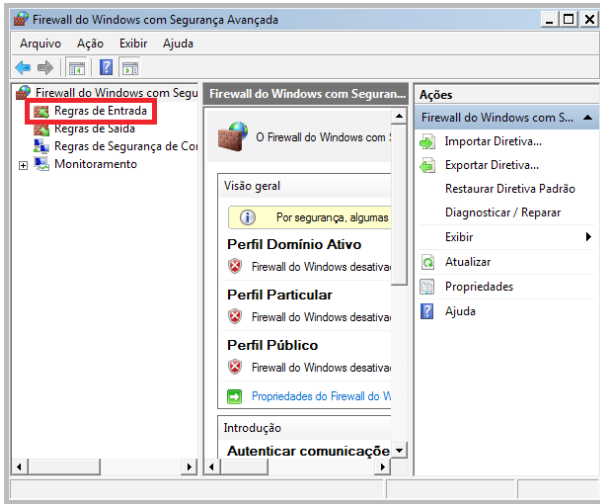 Firewall do Windows com Segurança Avançada
Arquivo Ação Exibir Ajuda
Firewall do Windows com Segu
Regras de Entrada
Regras de Saída
Regras de Segurança de Co
Monitoramento
Firewall do Windows com Seguran...
O Firewall do Windows com
Visão geral
Por segurança, algumas
Perfil Domínio Ativo
Firewall do Windows desativa
Perfil Particular
Firewall do Windows desativa
Perfil Público
Firewall do Windows desativa
Propriedades do Firewall do W
Introdução
Autenticar comunicaçõe
Ações
Firewall do Windows com S...
Importar Diretiva...
Exportar Diretiva...
Restaurar Diretiva Padrão
Diagnosticar / Reparar
Exibir
Atualizar
Propriedades
Ajuda